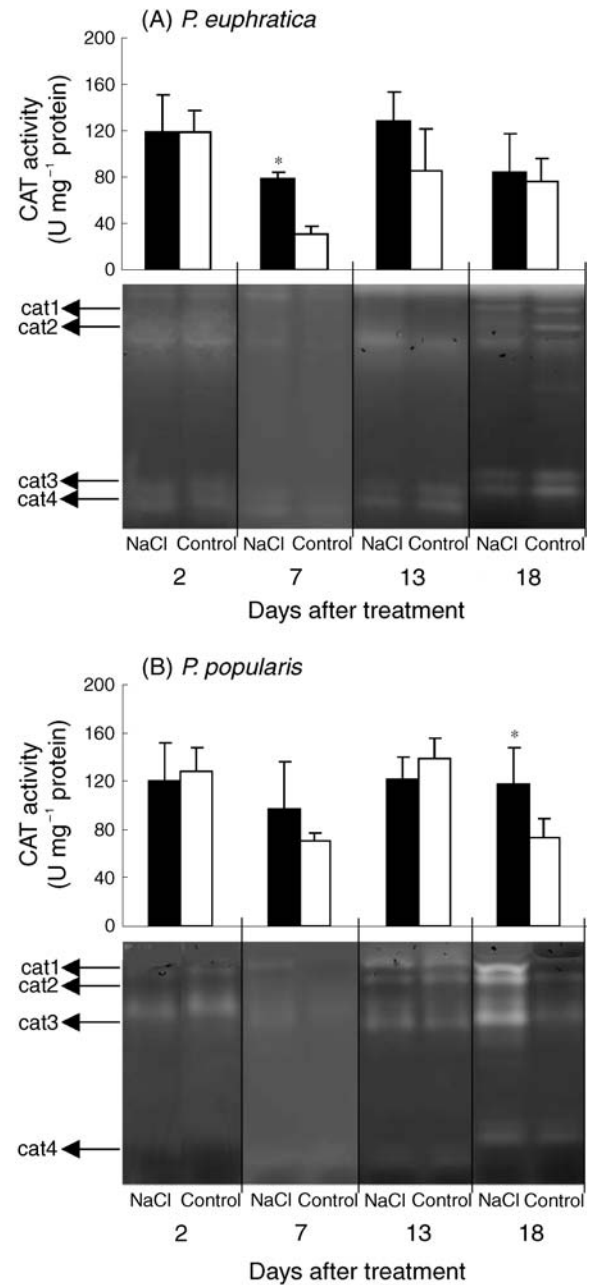 (A) P. euphratica
200
160
120
80
40
0
CAT activity
(U mg⁻¹ protein)
*
cat1
cat2
cat3
cat4
NaCl Control NaCl Control NaCl Control NaCl Control
2 7 13 18
Days after treatment
(B) P. popularis
200
160
120
80
40
0
CAT activity
(U mg⁻¹ protein)
*
cat1
cat2
cat3
cat4
NaCl Control NaCl Control NaCl Control NaCl Control
2 7 13 18
Days after treatment